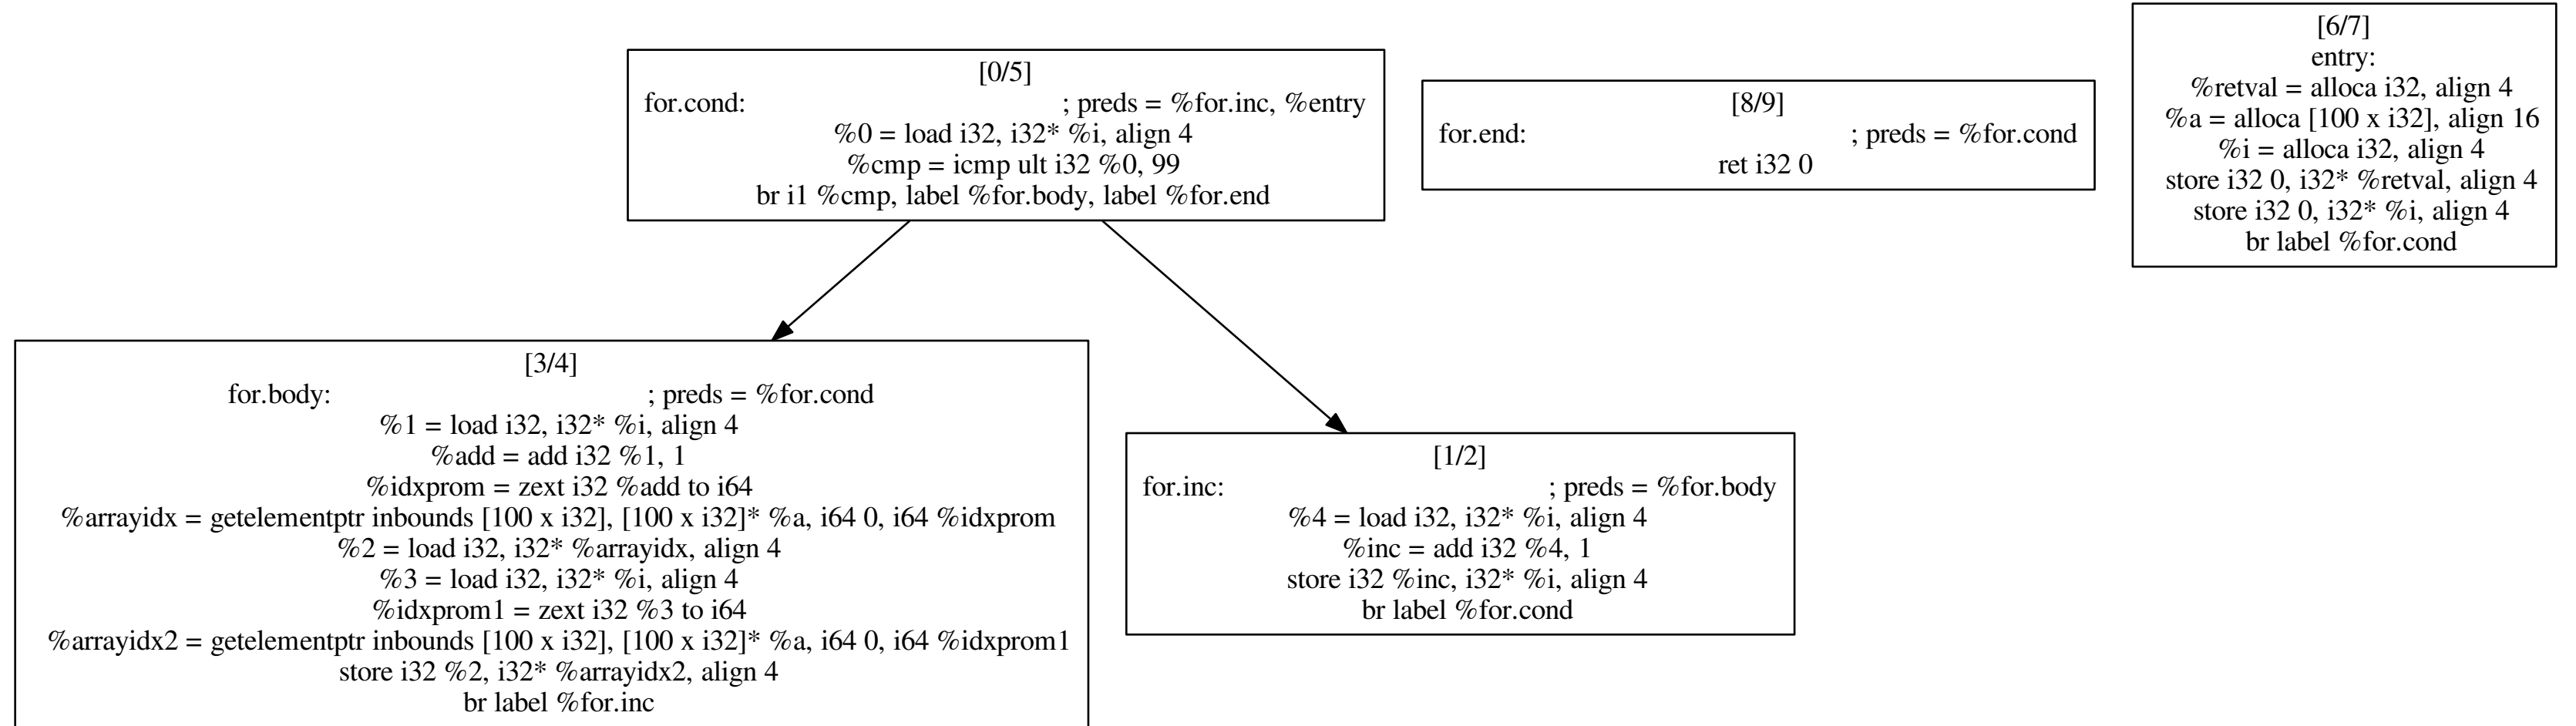 [0/5]
for.cond: ; preds = %for.inc, %entry
%0 = load i32, i32* %i, align 4
%cmp = icmp ult i32 %0, 99
br i1 %cmp, label %for.body, label %for.end
[8/9]
for.end: ; preds = %for.cond
ret i32 0
[6/7]
entry:
%retval = alloca i32, align 4
%a = alloca [100 x i32], align 16
%i = alloca i32, align 4
store i32 0, i32* %retval, align 4
store i32 0, i32* %i, align 4
br label %for.cond
[3/4]
for.body: ; preds = %for.cond
%1 = load i32, i32* %i, align 4
%add = add i32 %1, 1
%idxprom = zext i32 %add to i64
%arrayidx = getelementptr inbounds [100 x i32], [100 x i32]* %a, i64 0, i64 %idxprom
%2 = load i32, i32* %arrayidx, align 4
%3 = load i32, i32* %i, align 4
%idxprom1 = zext i32 %3 to i64
%arrayidx2 = getelementptr inbounds [100 x i32], [100 x i32]* %a, i64 0, i64 %idxprom1
store i32 %2, i32* %arrayidx2, align 4
br label %for.inc
[1/2]
for.inc: ; preds = %for.body
%4 = load i32, i32* %i, align 4
%inc = add i32 %4, 1
store i32 %inc, i32* %i, align 4
br label %for.cond